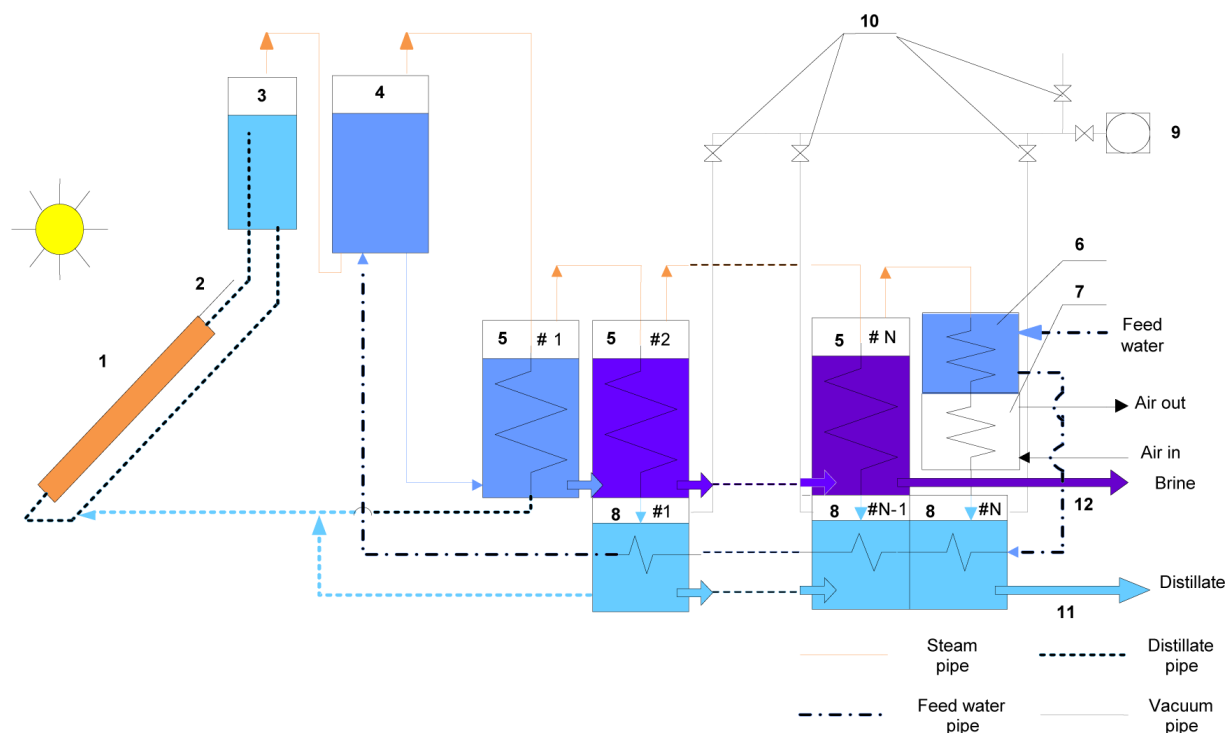 10
3
4
9
6
2
7
5 # 1
5 #2
5 # N
Feed
water
1
Air out
Air in
Brine
8 #1
8 #N-1
8 #N
12
Distillate
11
Steam
pipe
Distillate
pipe
Feed water
pipe
Vacuum
pipe